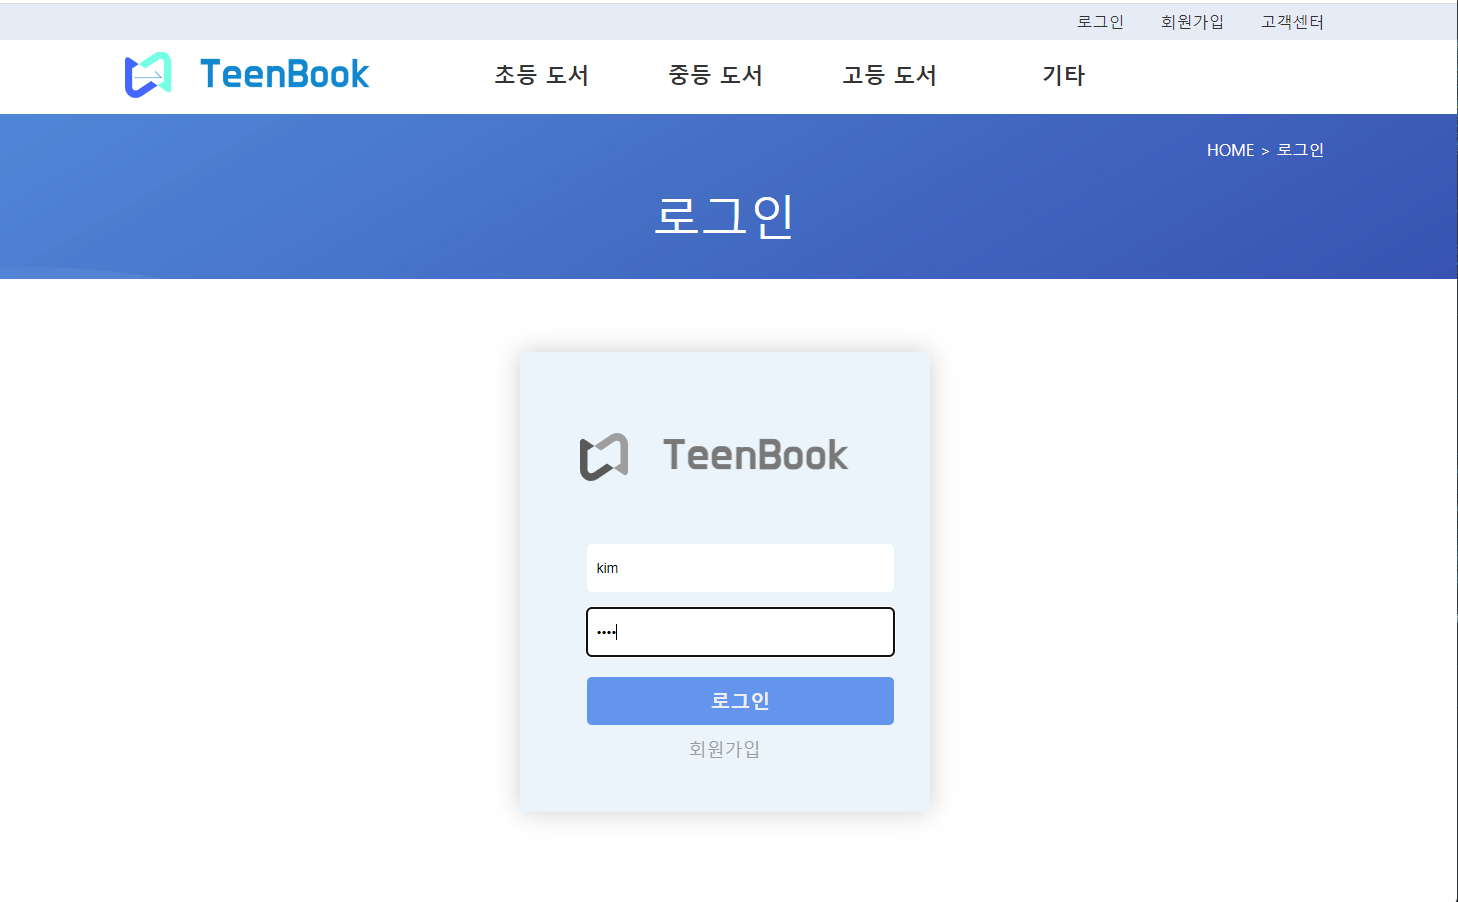 로그인 회원가입 고객센터
TeenBook 초등 도서 중등 도서 고등 도서 기타
HOME > 로그인
로그인
TeenBook
kim
••••
로그인
회원가입